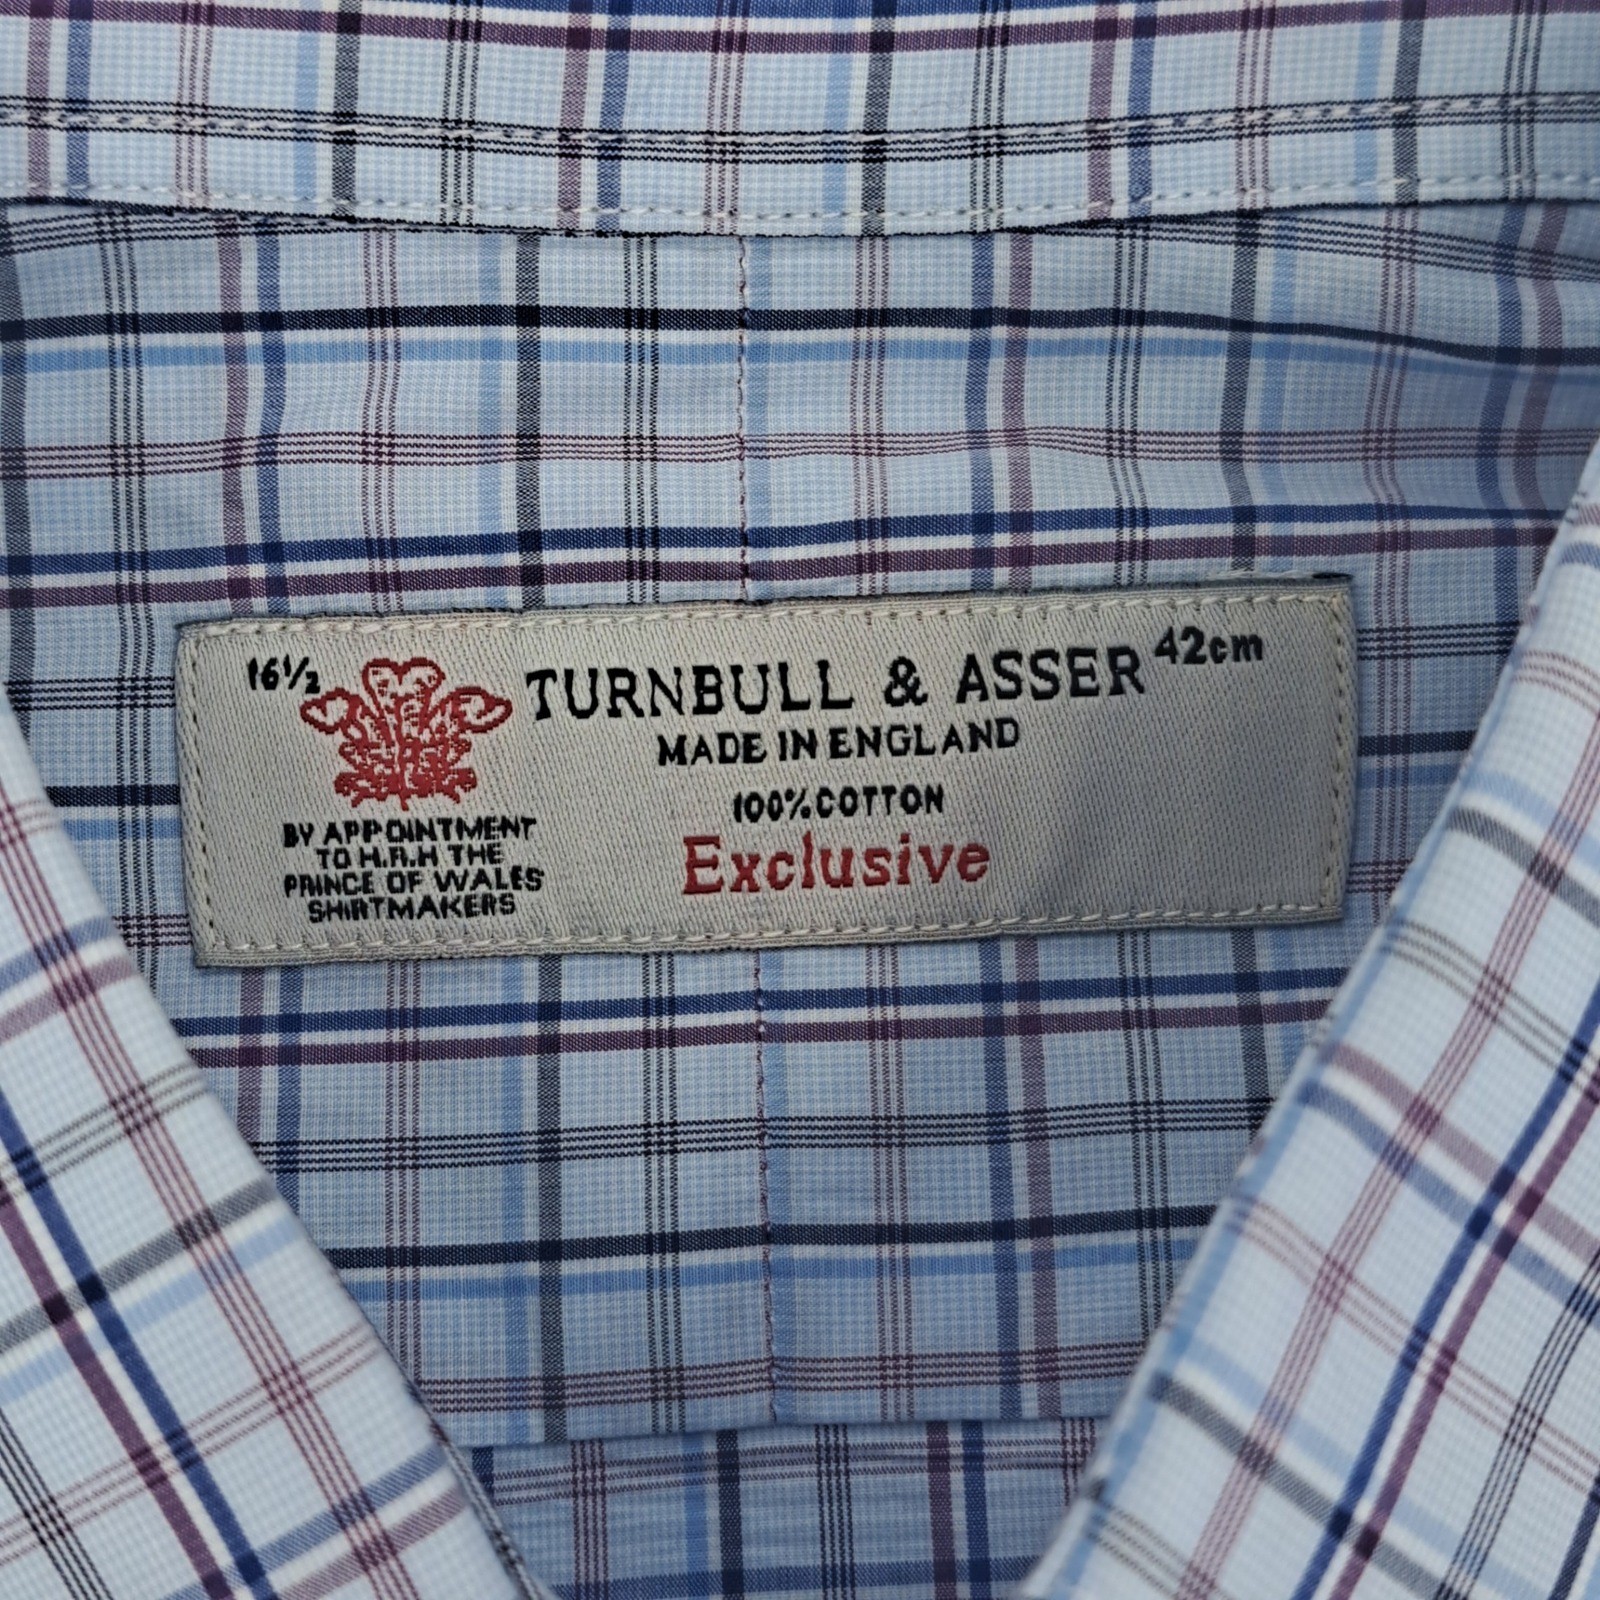 16½
TURNBULL & ASSER 42cm
MADE IN ENGLAND
100% COTTON
Exclusive
BY APPOINTMENT
TO H.R.H THE
PRINCE OF WALES
SHIRTMAKERS